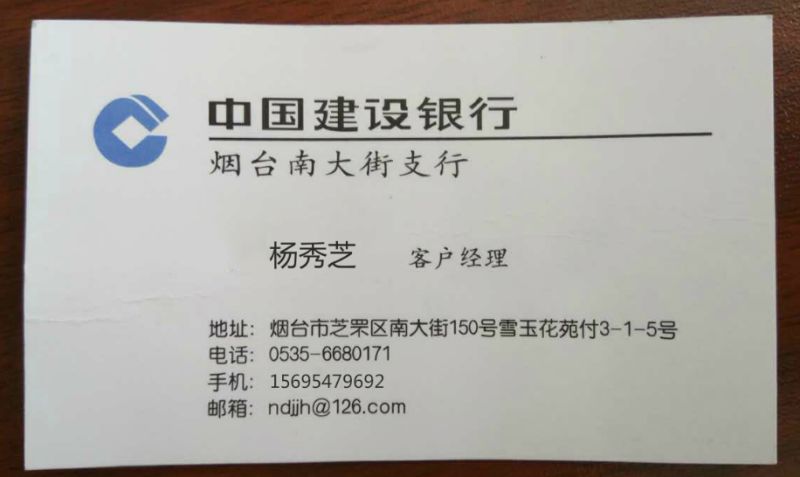 中国建设银行
烟台南大街支行
杨秀芝 客户经理
地址：烟台市芝罘区南大街150号雪玉花苑付3-1-5号
电话：0535-6680171
手机：15695479692
邮箱：ndjjh@126.com